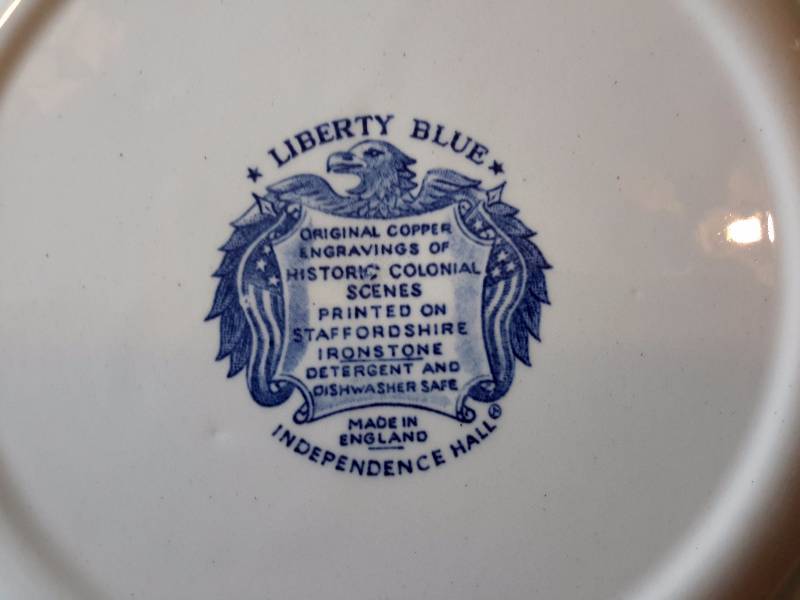 ★ LIBERTY BLUE ★
ORIGINAL COPPER
ENGRAVINGS OF
HISTORIC COLONIAL
SCENES
PRINTED ON
STAFFORDSHIRE
IRONSTONE
DETERGENT AND
DISHWASHER SAFE
MADE IN
ENGLAND
INDEPENDENCE HALL®